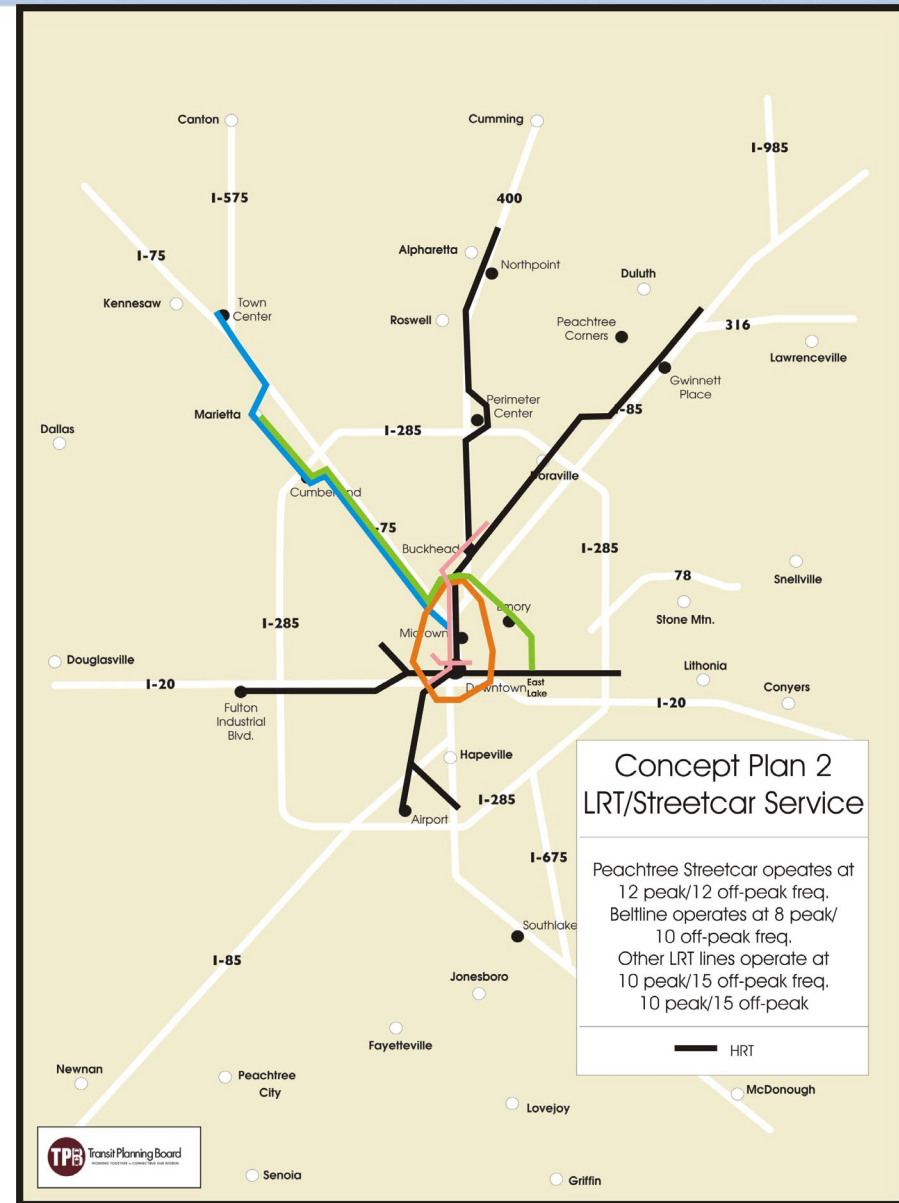 Canton
Cumming
I-985
I-575
400
I-75
Alpharetta
Northpoint
Duluth
Kennesaw
Town
Center
Roswell
Peachtree
Corners
316
Lawrenceville
Gwinnett
Place
Perimeter
Center
Marietta
I-85
Dallas
I-285
Doraville
Cumberland
I-75
Buckhead
I-285
Snellville
78
Emory
Stone Mtn.
I-285
Midtown
Douglasville
Lithonia
I-20
Downtown
East
Lake
Conyers
I-20
Fulton
Industrial
Blvd.
Hapeville
I-285
Airport
Concept Plan 2
LRT/Streetcar Service
Peachtree Streetcar opeates at
12 peak/12 off-peak freq.
Beltline operates at 8 peak/
10 off-peak freq.
Other LRT lines operate at
10 peak/15 off-peak freq.
10 peak/15 off-peak
HRT
I-675
Southlake
I-85
Jonesboro
Fayetteville
Newnan
Peachtree
City
Lovejoy
McDonough
TPB Transit Planning Board
WORKING TOGETHER
CONNECTING OUR REGION
Senoia
Griffin